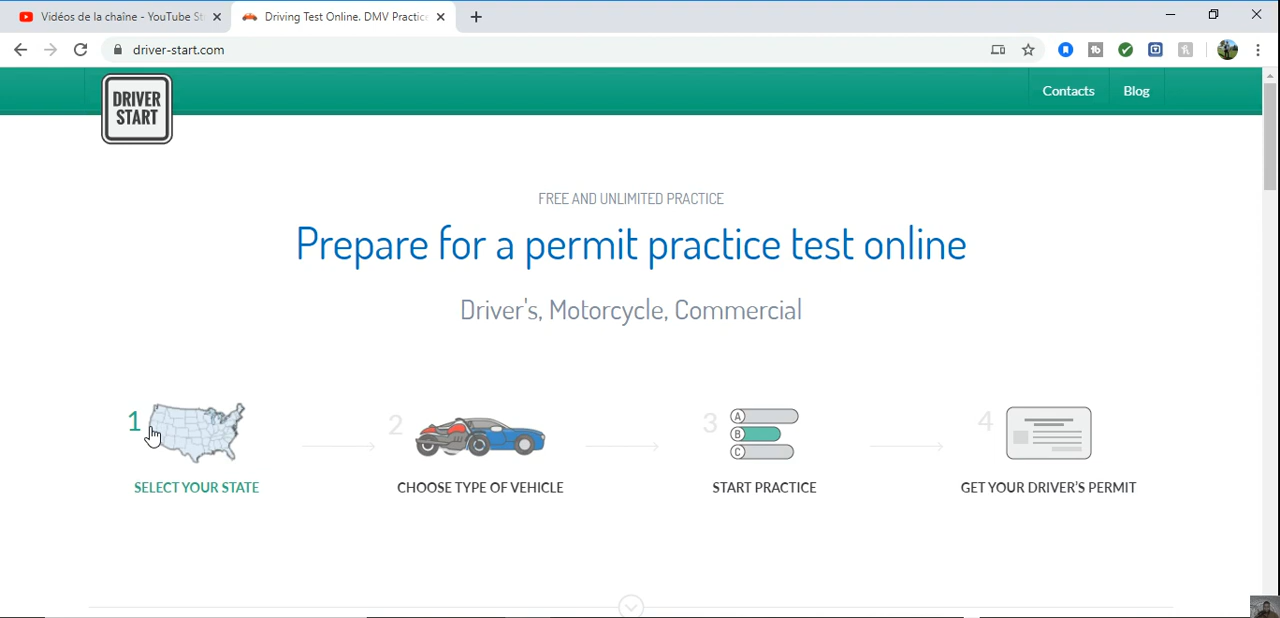 Vidéos de la chaîne - YouTube St
Driving Test Online. DMV Practice
driver-start.com
DRIVER
START
Contacts
Blog
FREE AND UNLIMITED PRACTICE
Prepare for a permit practice test online
Driver's, Motorcycle, Commercial
1
2
3
A
B
C
4
SELECT YOUR STATE
CHOOSE TYPE OF VEHICLE
START PRACTICE
GET YOUR DRIVER'S PERMIT